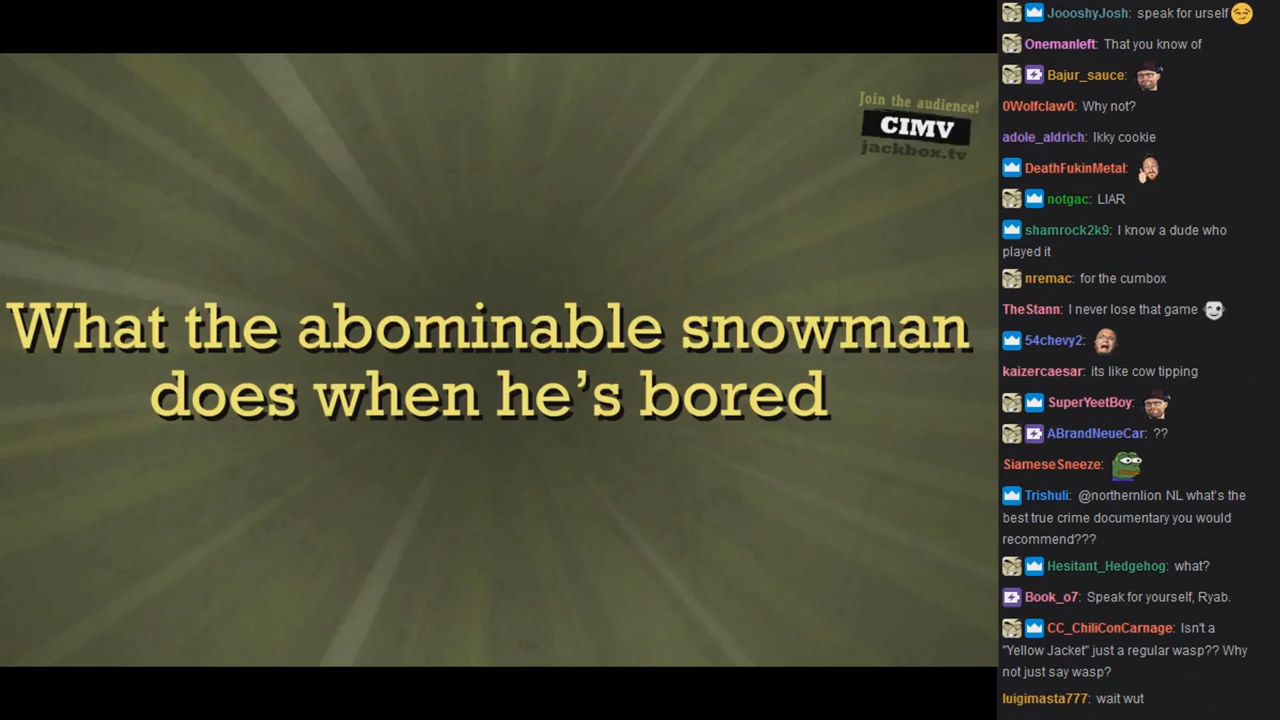 Join the audience!
CIMV
jackbox.tv
What the abominable snowman
does when he's bored
JoooshyJosh: speak for urself
Onemanleft: That you know of
Bajur_sauce:
0Wolfclaw0: Why not?
adole_aldrich: Ikky cookie
DeathFukinMetal:
notgac: LIAR
shamrock2k9: I know a dude who
played it
nremac: for the cumbox
TheStann: I never lose that game
54chevy2:
kaizercaesar: its like cow tipping
SuperYeetBoy:
ABrandNeueCar: ??
SiameseSneeze:
Trishuli: @northernlion NL what's the
best true crime documentary you would
recommend???
Hesitant_Hedgehog: what?
Book_o7: Speak for yourself, Ryab.
CC_ChiliConCarnage: Isn't a
"Yellow Jacket" just a regular wasp?? Why
not just say wasp?
luigimasta777: wait wut